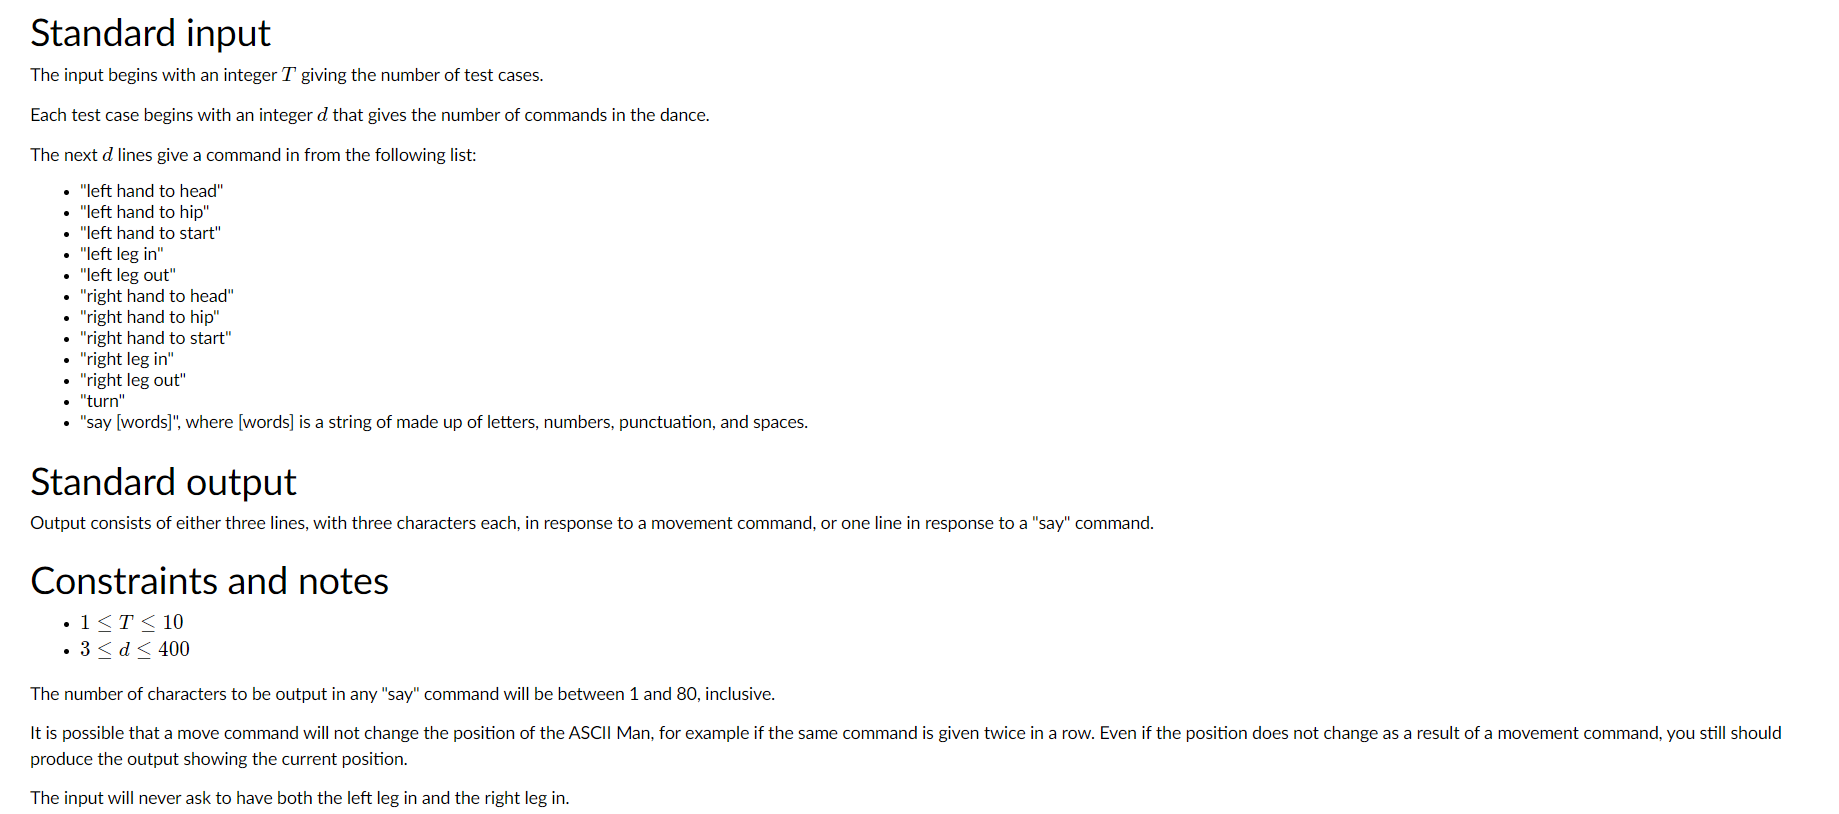 Standard input
The input begins with an integer T giving the number of test cases.
Each test case begins with an integer d that gives the number of commands in the dance.
The next d lines give a command in from the following list:
• "left hand to head"
• "left hand to hip"
• "left hand to start"
• "left leg in"
• "left leg out"
• "right hand to head"
• "right hand to hip"
• "right hand to start"
• "right leg in"
• "right leg out"
• "turn"
• "say [words]", where [words] is a string of made up of letters, numbers, punctuation, and spaces.
Standard output
Output consists of either three lines, with three characters each, in response to a movement command, or one line in response to a "say" command.
Constraints and notes
• 1 ≤ T ≤ 10
• 3 ≤ d ≤ 400
The number of characters to be output in any "say" command will be between 1 and 80, inclusive.
It is possible that a move command will not change the position of the ASCII Man, for example if the same command is given twice in a row. Even if the position does not change as a result of a movement command, you still should
produce the output showing the current position.
The input will never ask to have both the left leg in and the right leg in.